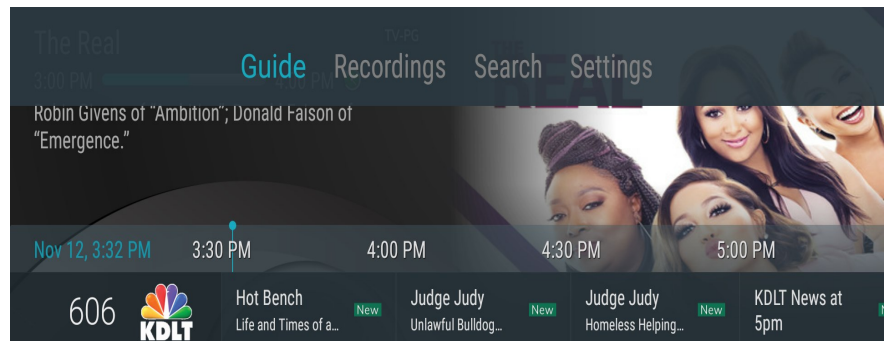 The Real
TV-PG
3:00 PM
4:00 PM
Guide Recordings Search Settings
THE
REAL
Robin Givens of "Ambition"; Donald Faison of
"Emergence."
Nov 12, 3:32 PM 3:30 PM 4:00 PM 4:30 PM 5:00 PM
606 KDLT
Hot Bench
Life and Times of a...
New
Judge Judy
Unlawful Bulldog...
New
Judge Judy
Homeless Helping...
New
KDLT News at
5pm